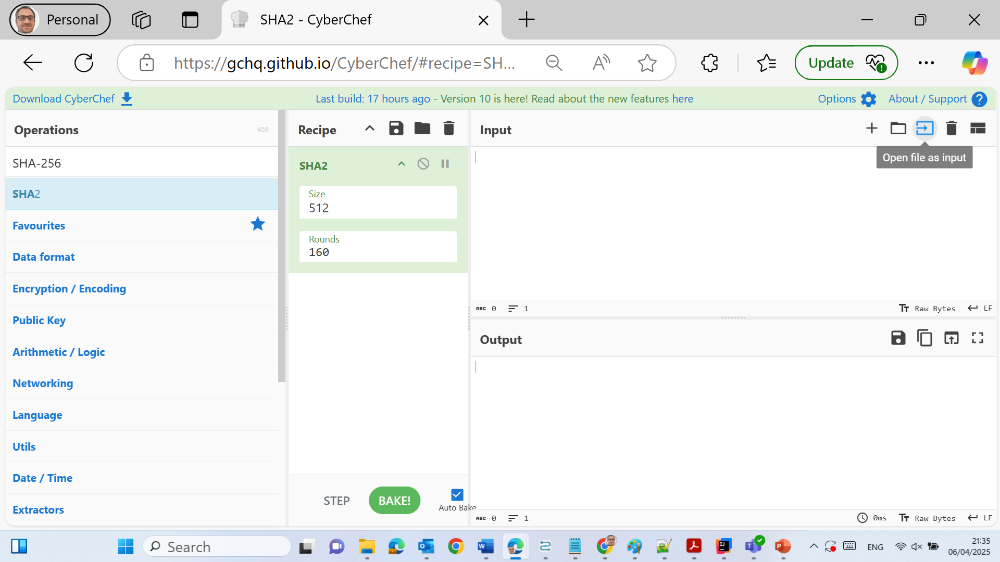 Personal
SHA2 - CyberChef
https://gchq.github.io/CyberChef/#recipe=SH...
Update
Download CyberChef
Last build: 17 hours ago - Version 10 is here! Read about the new features here
Options
About / Support
Operations
456
SHA-256
SHA2
Favourites
Data format
Encryption / Encoding
Public Key
Arithmetic / Logic
Networking
Language
Utils
Date / Time
Extractors
Recipe
SHA2
Size
512
Rounds
160
STEP
BAKE!
Auto Bake
Input
Open file as input
ABC 0
1
Tт Raw Bytes
LF
Output
ABC 0
1
0ms
Tт Raw Bytes
LF
Search
ENG
21:35
06/04/2025